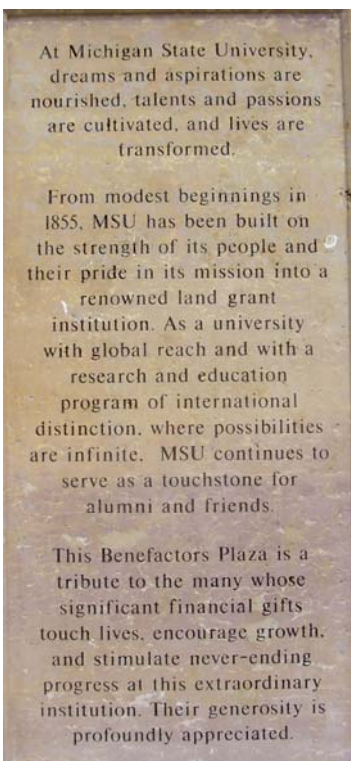 At Michigan State University,
dreams and aspirations are
nourished, talents and passions
are cultivated, and lives are
transformed.
From modest beginnings in
1855, MSU has been built on
the strength of its people and
their pride in its mission into a
renowned land grant
institution. As a university
with global reach and with a
research and education
program of international
distinction, where possibilities
are infinite, MSU continues to
serve as a touchstone for
alumni and friends.
This Benefactors Plaza is a
tribute to the many whose
significant financial gifts
touch lives, encourage growth,
and stimulate never-ending
progress at this extraordinary
institution. Their generosity is
profoundly appreciated.